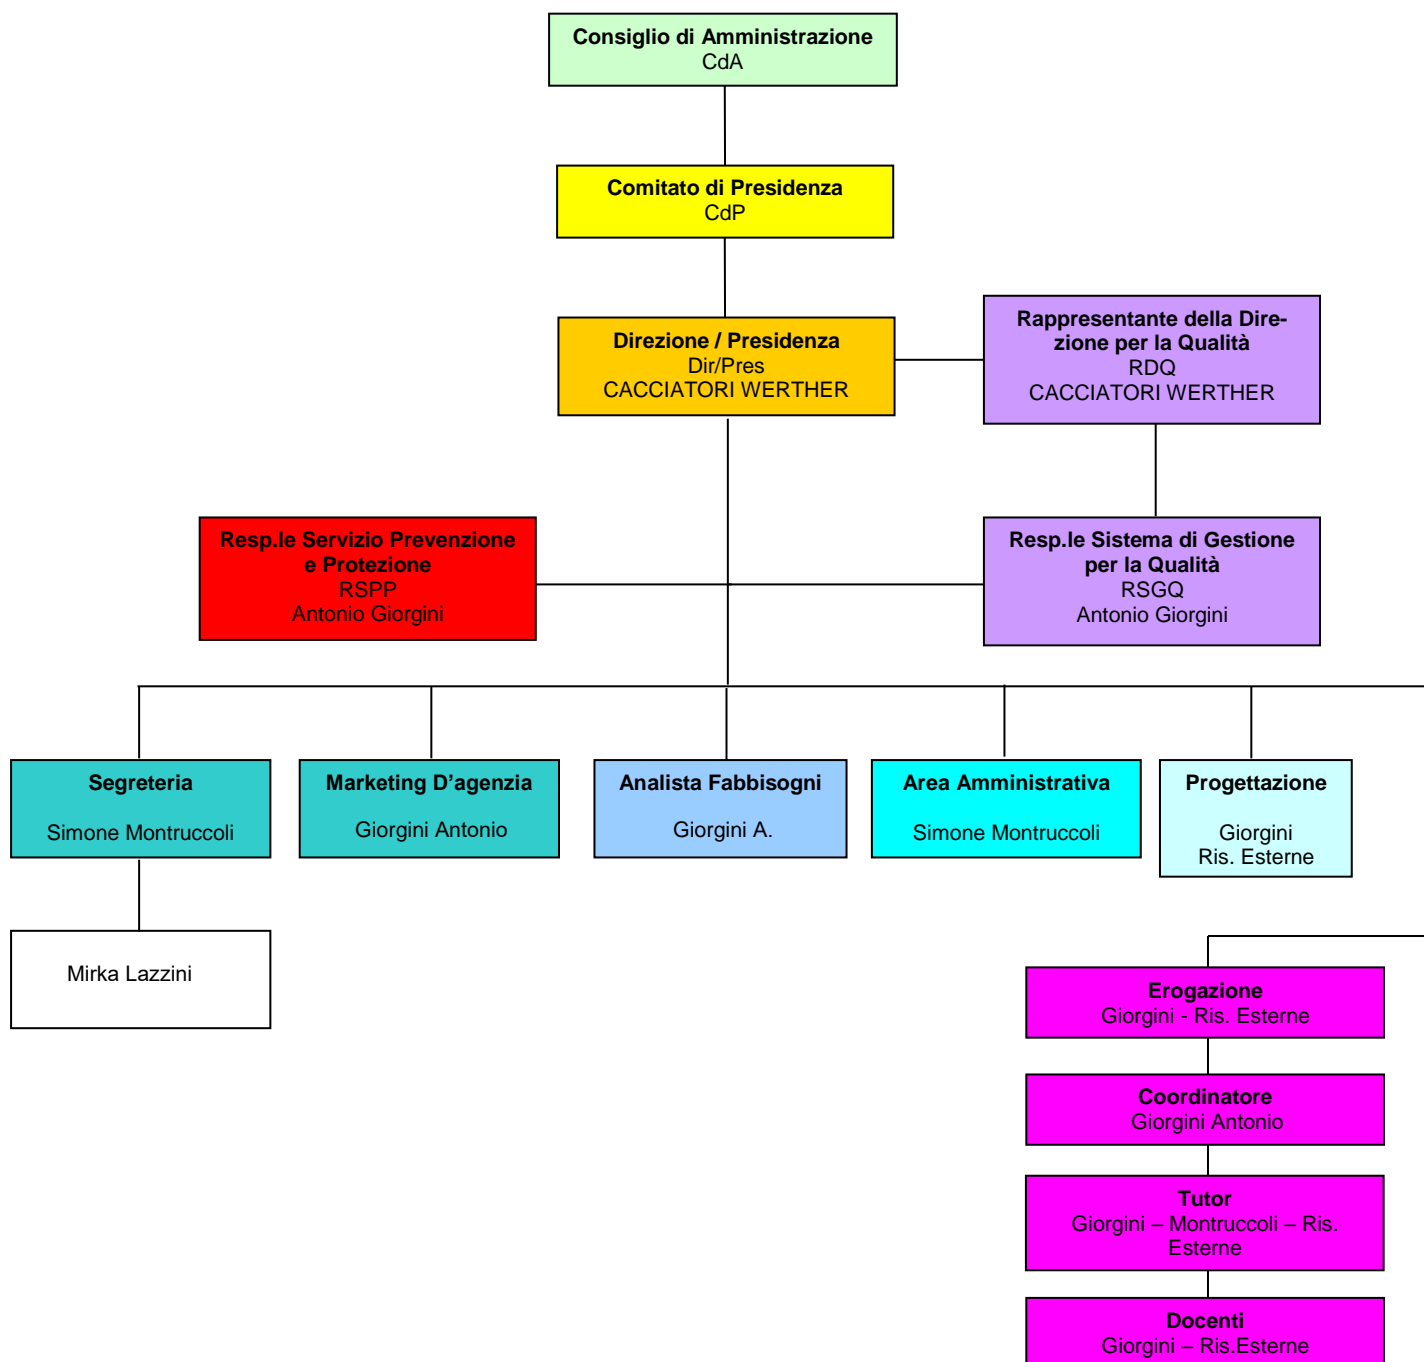 Consiglio di Amministrazione
CdA
Comitato di Presidenza
CdP
Direzione / Presidenza
Dir/Pres
CACCIATORI WERTHER
Rappresentante della Dire-
zione per la Qualità
RDQ
CACCIATORI WERTHER
Resp.le Servizio Prevenzione
e Protezione
RSPP
Antonio Giorgini
Resp.le Sistema di Gestione
per la Qualità
RSGQ
Antonio Giorgini
Segreteria
Simone Montruccoli
Marketing D'agenzia
Giorgini Antonio
Analista Fabbisogni
Giorgini A.
Area Amministrativa
Simone Montruccoli
Progettazione
Giorgini
Ris. Esterne
Mirka Lazzini
Erogazione
Giorgini - Ris. Esterne
Coordinatore
Giorgini Antonio
Tutor
Giorgini – Montruccoli – Ris.
Esterne
Docenti
Giorgini – Ris.Esterne